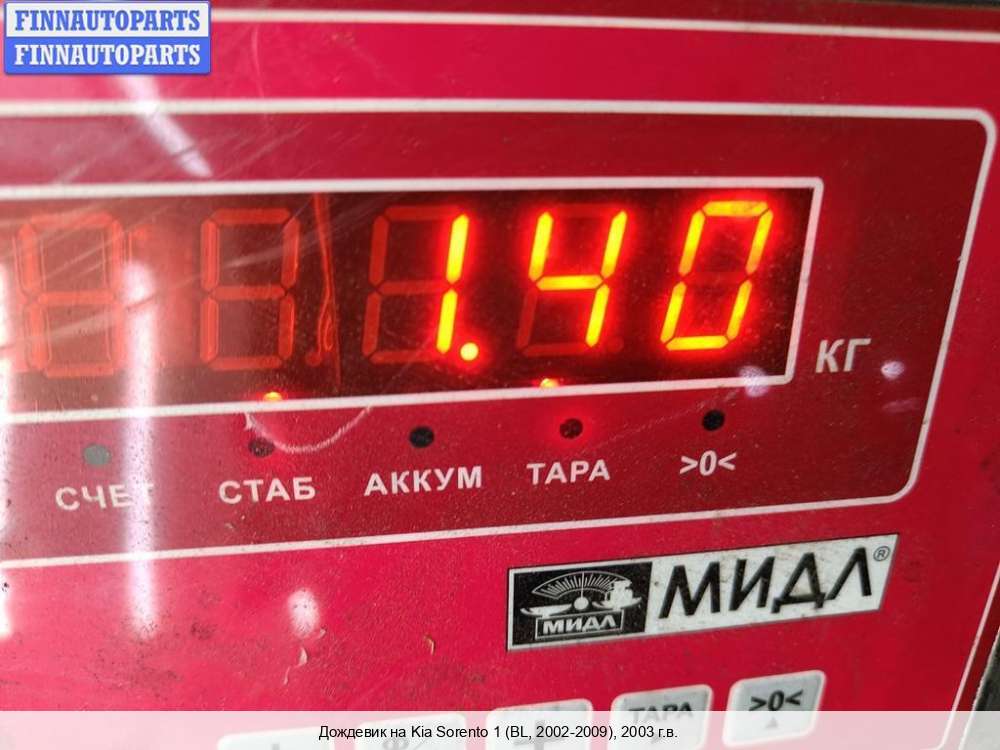 FINNAUTOPARTS
FINNAUTOPARTS
1.40
КГ
СЧЕТ СТАБ АККУМ ТАРА >0<
МИДЛ МИДЛ®
ТАРА >0<
Дождевик на Kia Sorento 1 (BL, 2002-2009), 2003 г.в.